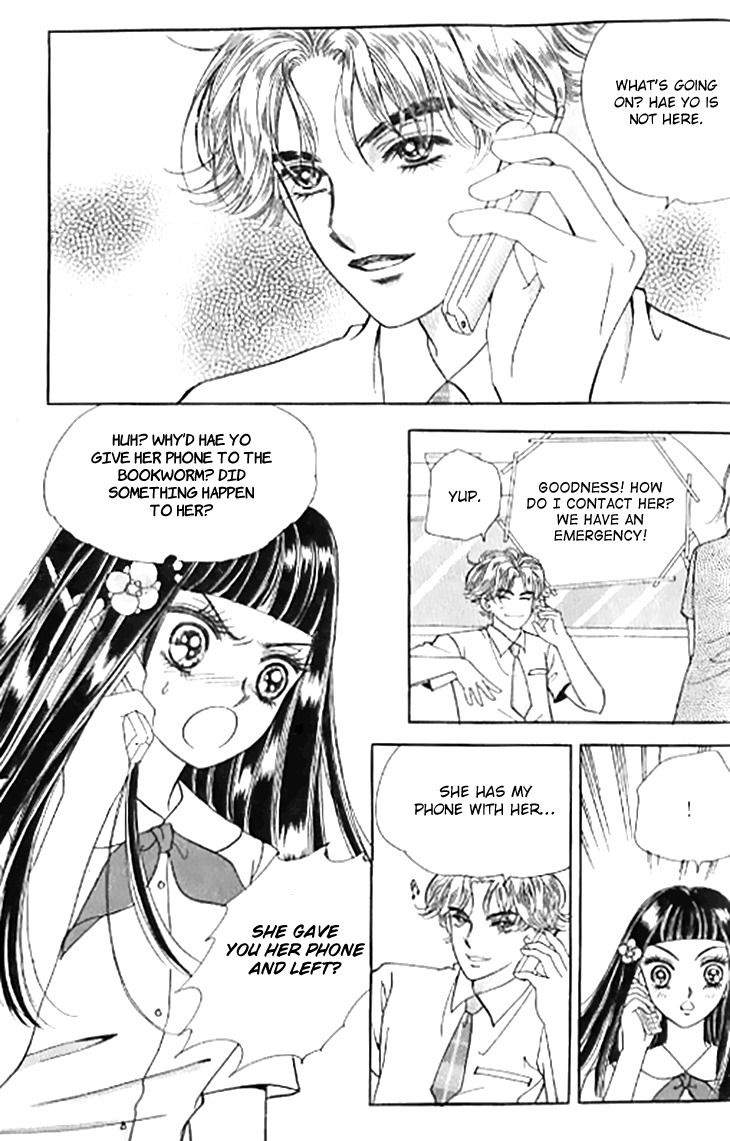 WHAT'S GOING
ON? HAE YO IS
NOT HERE.
HUH? WHY'D HAE YO
GIVE HER PHONE TO THE
BOOKWORM? DID
SOMETHING HAPPEN
TO HER?
SHE GAVE
YOU HER PHONE
AND LEFT?
YUP.
GOODNESS! HOW
DO I CONTACT HER?
WE HAVE AN
EMERGENCY!
SHE HAS MY
PHONE WITH HER...
!